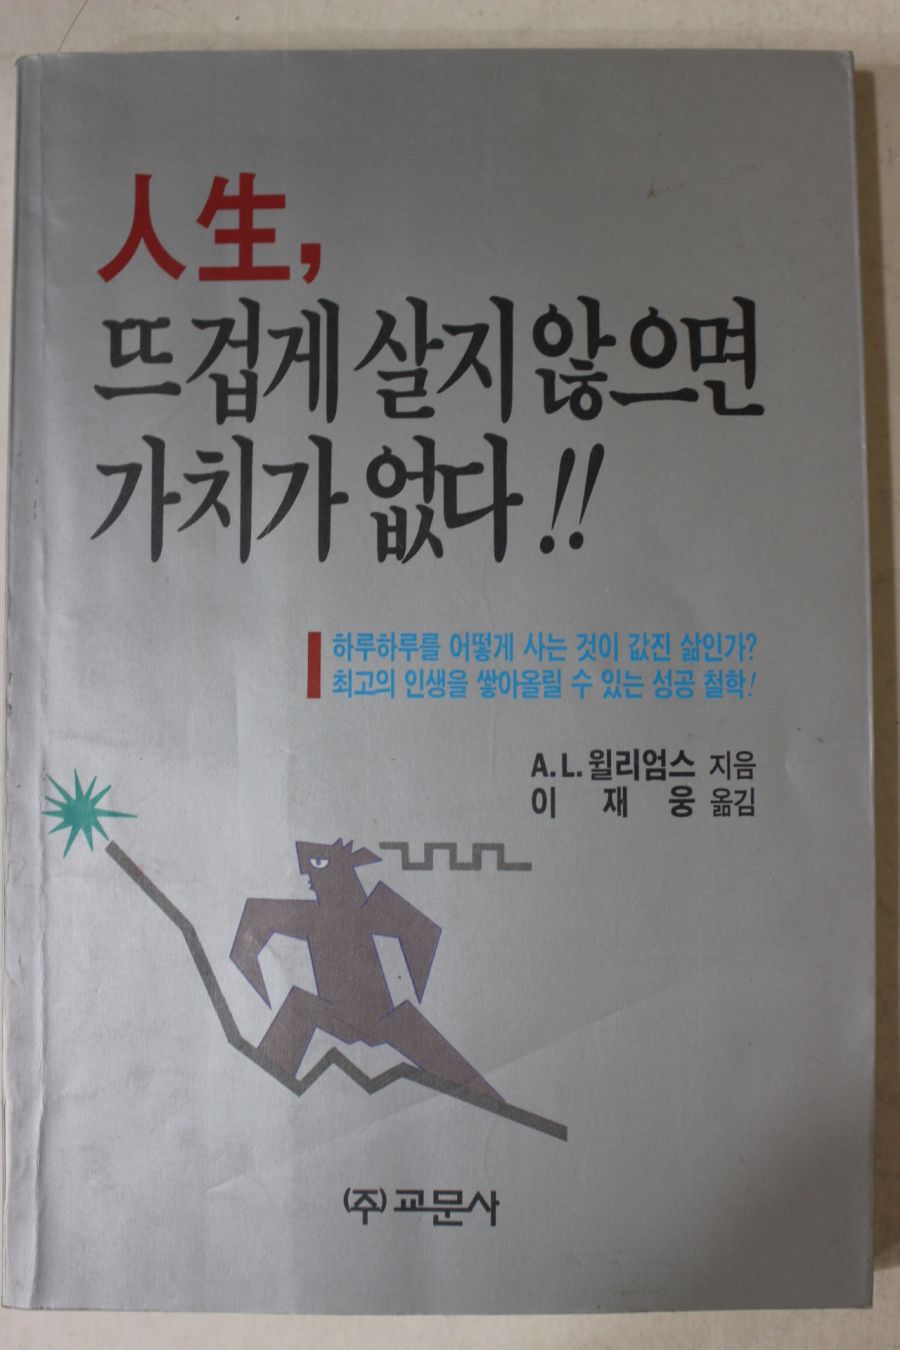 人生,
뜨겁게 살지 않으면
가치가 없다!!
하루하루를 어떻게 사는 것이 값진 삶인가?
최고의 인생을 쌓아올릴 수 있는 성공 철학!
A.L. 윌리엄스 지음
이 재 웅 옮김
(주)교문사